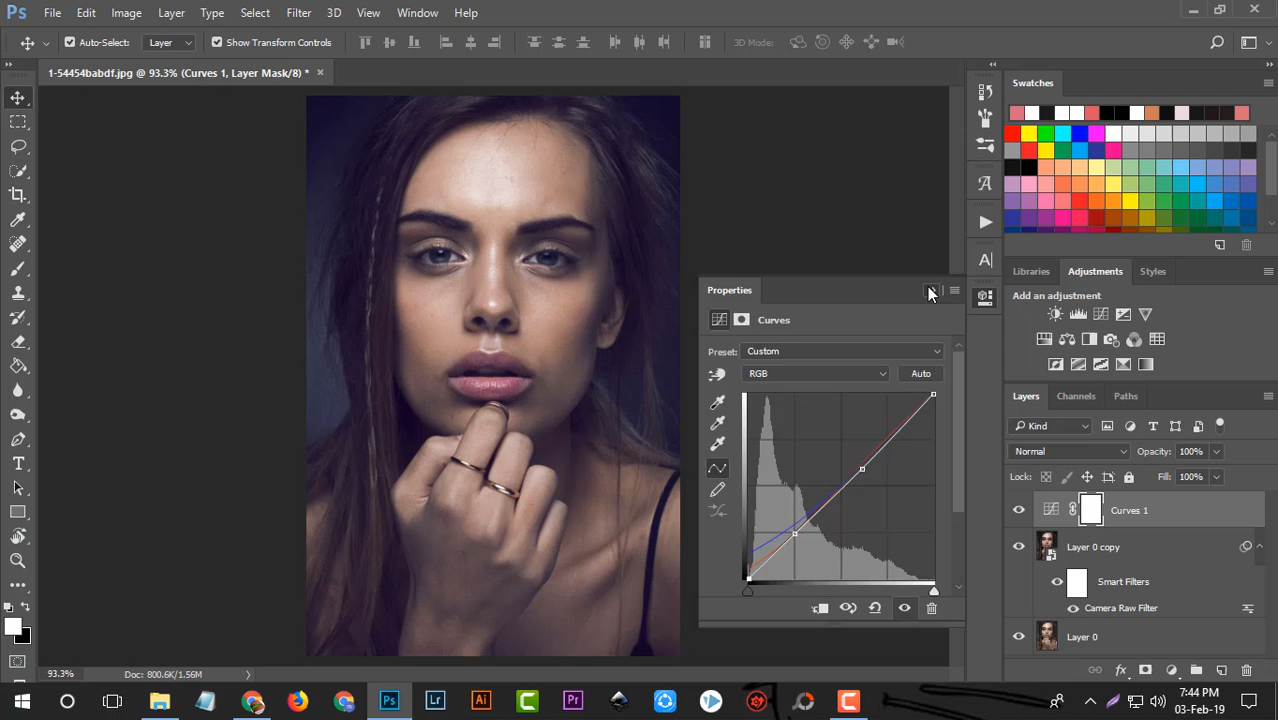 Ps File Edit Image Layer Type Select Filter 3D View Window Help
Auto-Select: Layer Show Transform Controls 3D Mode:
1-54454babdf.jpg @ 93.3% (Curves 1, Layer Mask/8) *
Swatches
Libraries Adjustments Styles
Add an adjustment
Properties
Curves
Preset: Custom
RGB Auto
Layers Channels Paths
Kind
Normal Opacity: 100%
Lock: Fill: 100%
Curves 1
Layer 0 copy
Smart Filters
Camera Raw Filter
Layer 0
93.3% Doc: 800.6K/1.56M
Ps Lr Ai C Pr C
7:44 PM
03-Feb-19